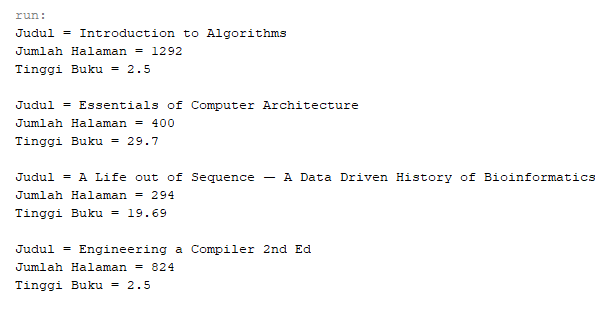 run:
Judul = Introduction to Algorithms
Jumlah Halaman = 1292
Tinggi Buku = 2.5
Judul = Essentials of Computer Architecture
Jumlah Halaman = 400
Tinggi Buku = 29.7
Judul = A Life out of Sequence — A Data Driven History of Bioinformatics
Jumlah Halaman = 294
Tinggi Buku = 19.69
Judul = Engineering a Compiler 2nd Ed
Jumlah Halaman = 824
Tinggi Buku = 2.5